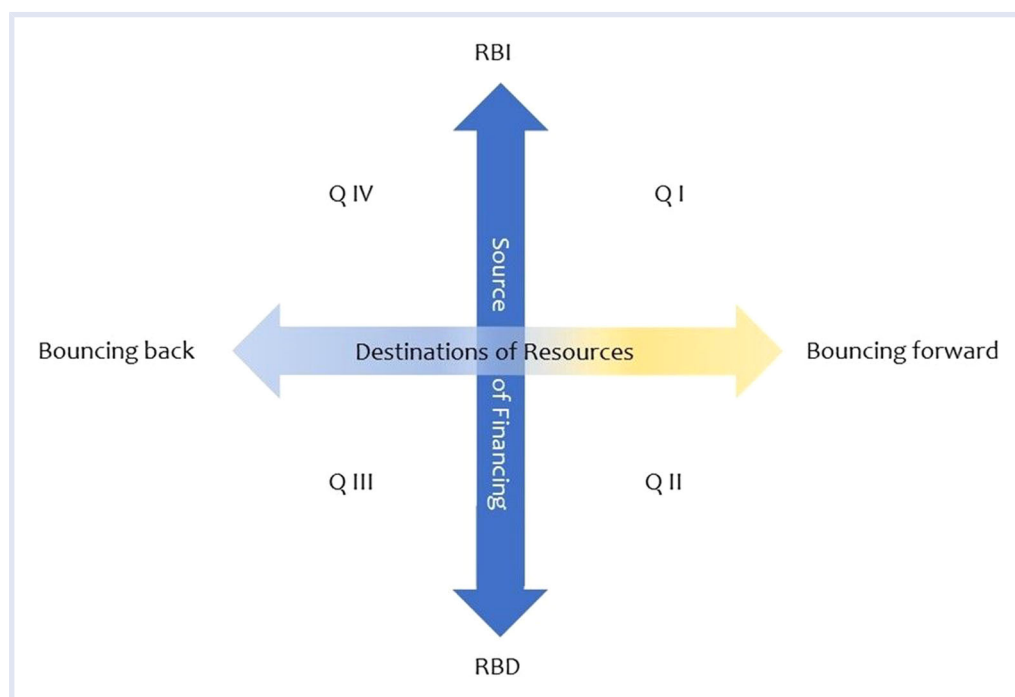 RBI
Q IV
Q I
Source of Financing
Bouncing back
Destinations of Resources
Bouncing forward
Q III
Q II
RBD